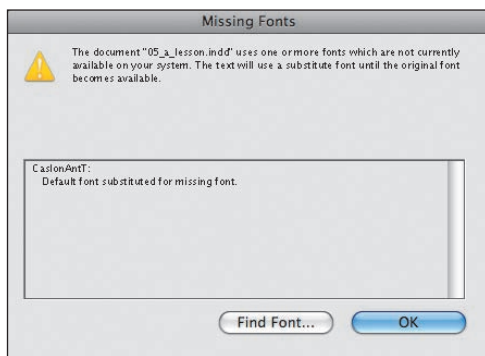 Missing Fonts
The document "05_a_lesson.indd" uses one or more fonts which are not currently
available on your system. The text will use a substitute font until the original font
becomes available.
CaslonAntT:
Default font substituted for missing font.
Find Font...
OK